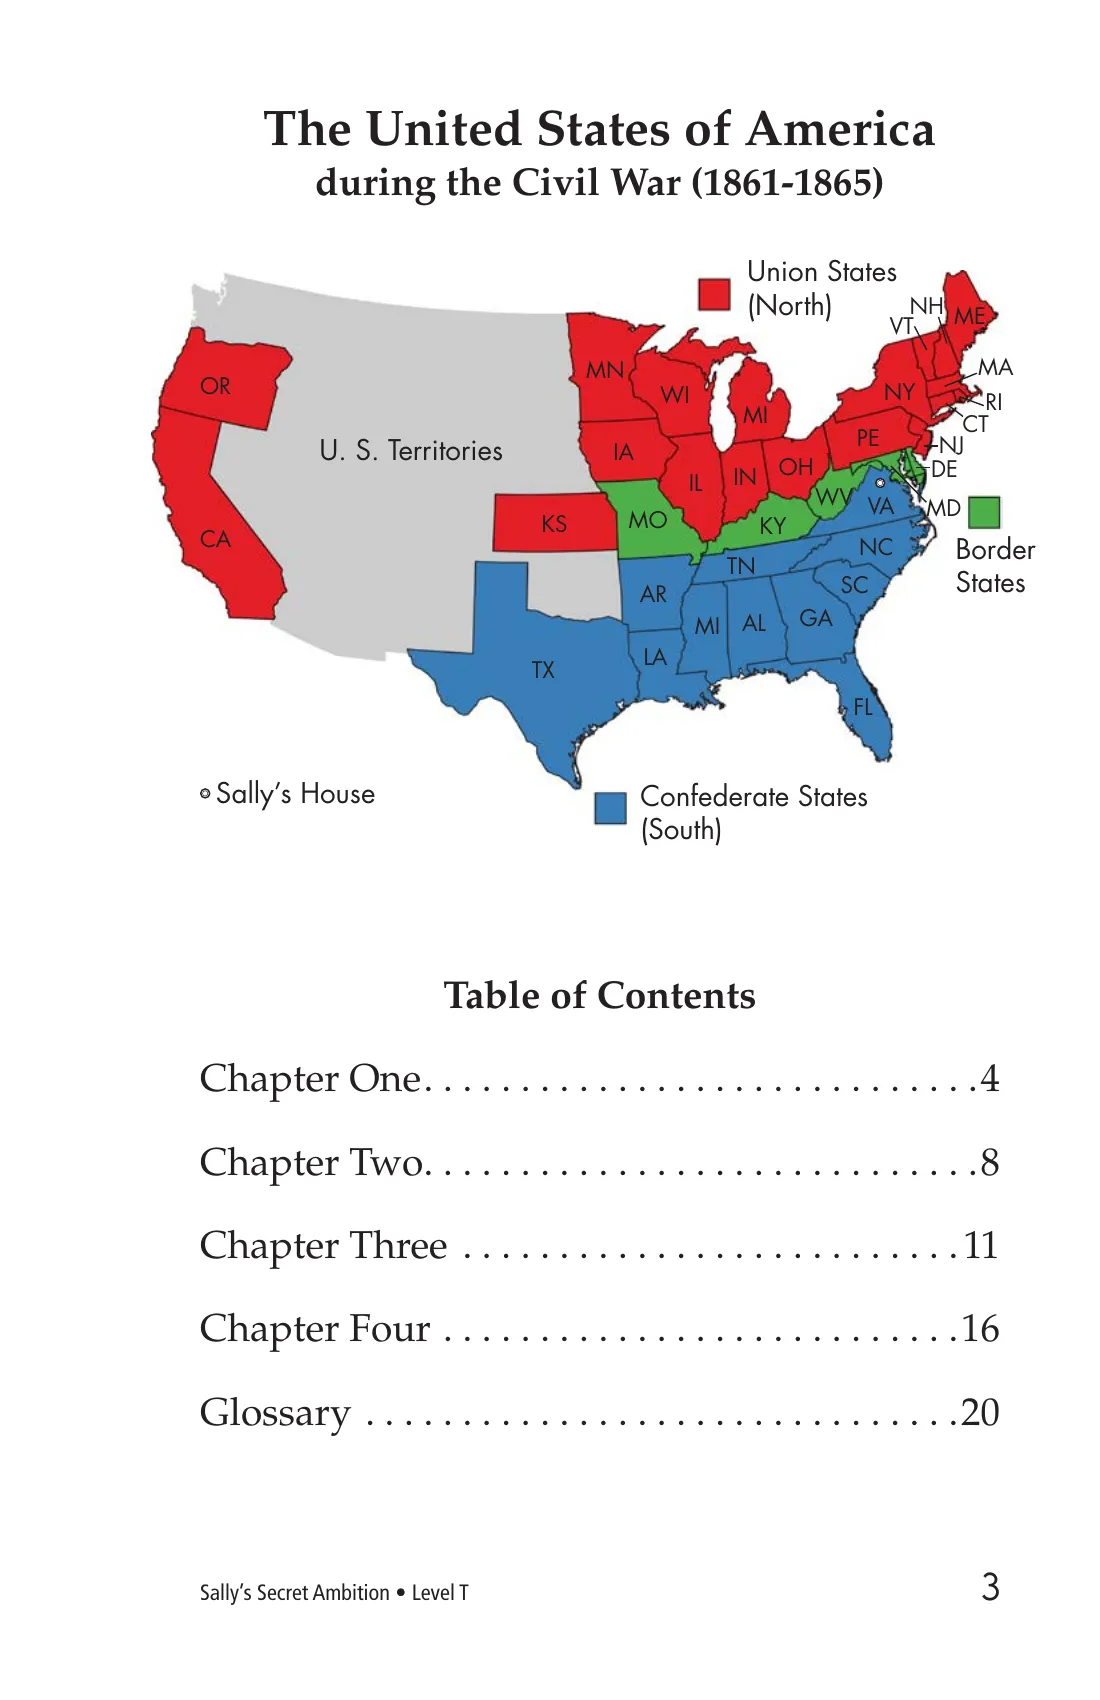 The United States of America
during the Civil War (1861-1865)
Union States
(North)
NH
ME
VT
MN
MA
OR
WI
NY
RI
MI
CT
PE
NJ
U. S. Territories
IA
OH
DE
IN
IL
WV
VA
MD
MO
KS
KY
CA
NC
Border
States
TN
SC
AR
GA
MI
AL
LA
TX
FL
Sally's House
Confederate States
(South)
Table of Contents
Chapter One. . . . . . . . . . . . . . . . . . . . . . . . . . . . .4
Chapter Two. . . . . . . . . . . . . . . . . . . . . . . . . . . . .8
Chapter Three . . . . . . . . . . . . . . . . . . . . . . . . . .11
Chapter Four . . . . . . . . . . . . . . . . . . . . . . . . . . .16
Glossary . . . . . . . . . . . . . . . . . . . . . . . . . . . . . . .20
Sally's Secret Ambition • Level T
3